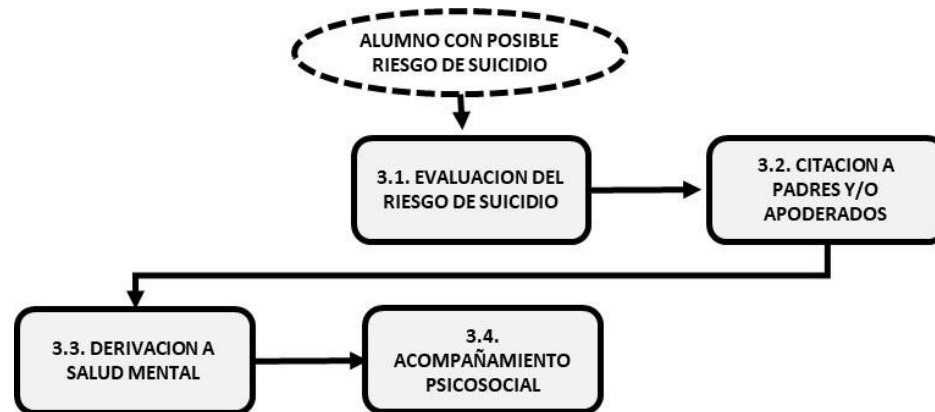 ALUMNO CON POSIBLE
RIESGO DE SUICIDIO
3.1. EVALUACION DEL
RIESGO DE SUICIDIO
3.2. CITACION A
PADRES Y/O
APODERADOS
3.3. DERIVACION A
SALUD MENTAL
3.4.
ACOMPAÑAMIENTO
PSICOSOCIAL